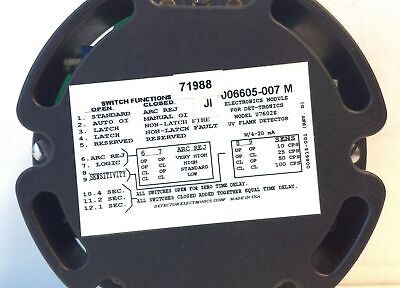 71988
JI 006605-007 M
SWITCH FUNCTIONS
OPEN CLOSED
1. STANDARD ARC REJ
2. AUTO OI MANUAL OI
3. LATCH NON-LATCH FIRE
4. LATCH NON-LATCH FAULT
5. RESERVED RESERVED
ELECTRONICS MODULE
FOR DET-TRONICS
MODEL U7602E
UV FLAME DETECTOR
W/4-20 mA
6. ARC REJ
7. LOGIC
8
9 SENSITIVITY
6 7 ARC REJ
OP OP VERY HIGH
OP CL HIGH
CL OP STANDARD
CL CL LOW
8 9 SENS
OP OP 10 CPS
CL OP 25 CPS
OP CL 50 CPS
CL CL 100 CPS
10. 4 SEC.
11. 2 SEC.
12. 1 SEC.
ALL SWITCHES OPEN FOR ZERO TIME DELAY.
ALL SWITCHES CLOSED ADDED TOGETHER EQUAL TIME DELAY.
DETECTOR ELECTRONICS CORP MADE IN USA
006615-001 (REV. D)